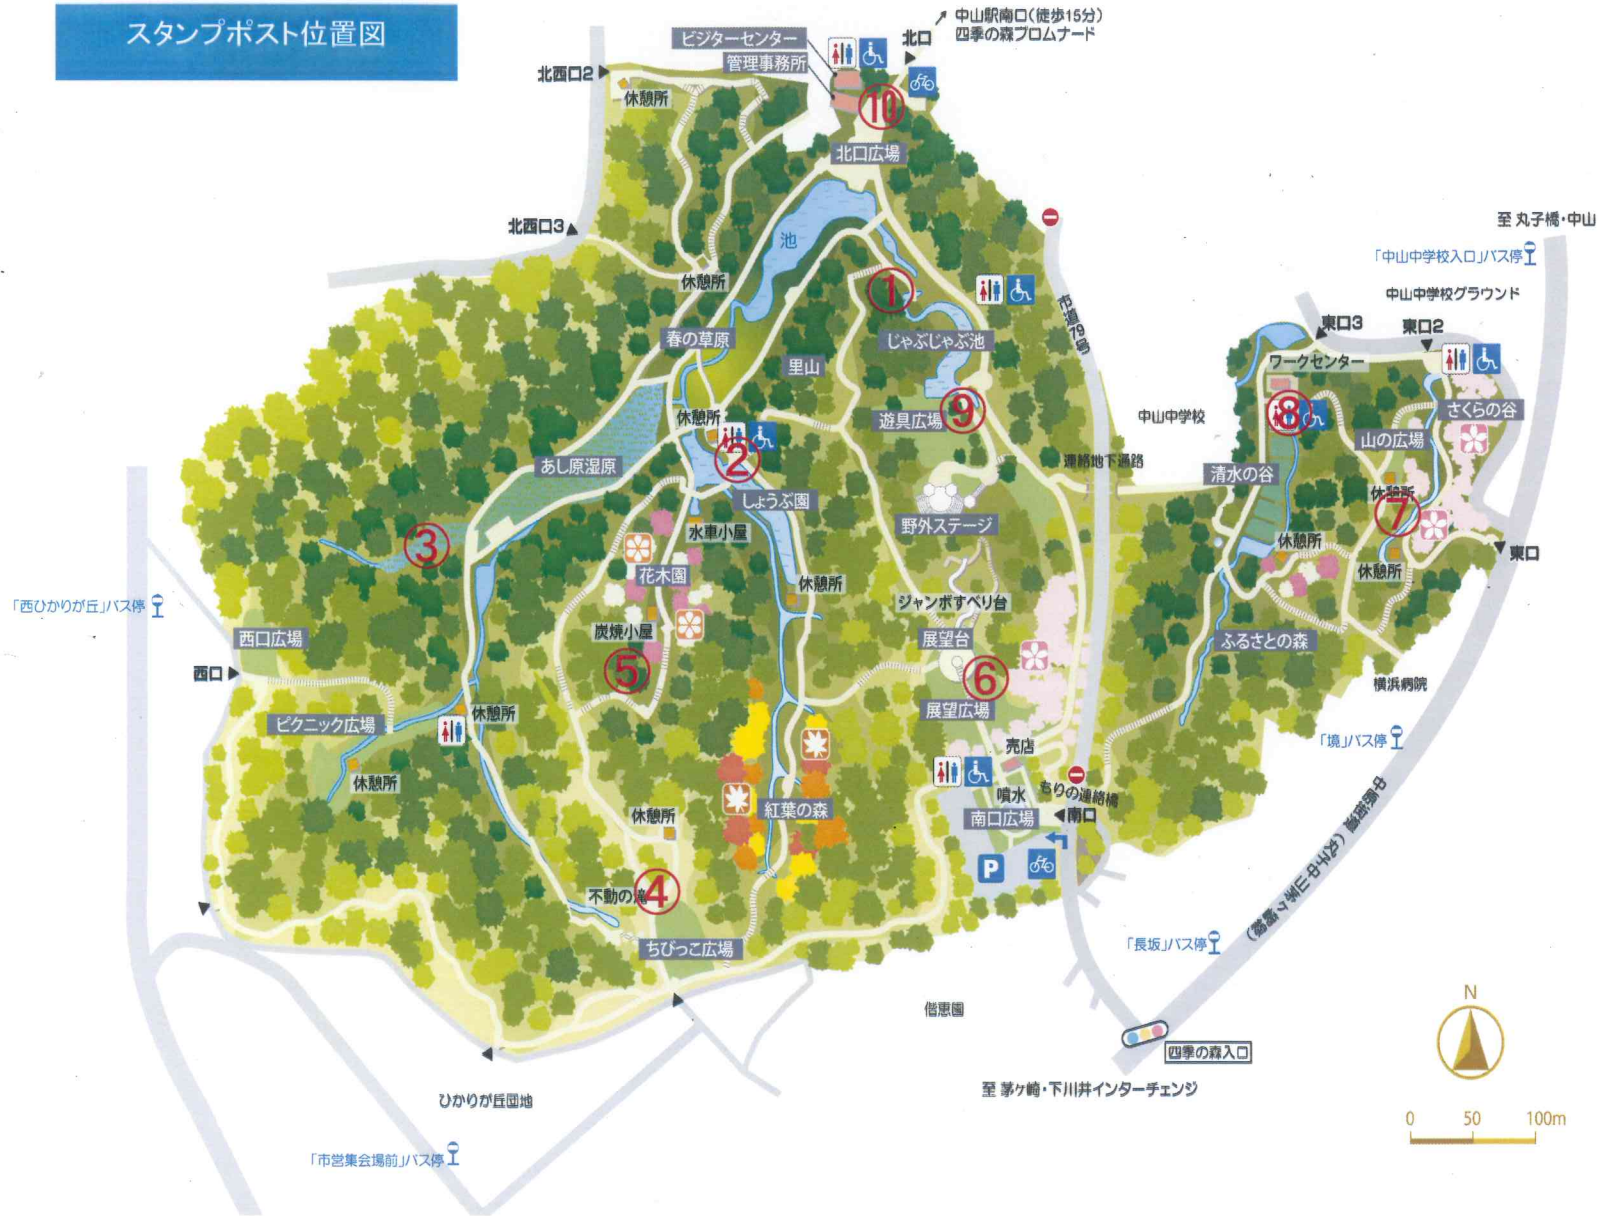 スタンプポスト位置図
中山駅南口(徒歩15分)
四季の森プロムナード
ビジターセンター
管理事務所
北口
北西口2
休憩所
⑩
北口広場
北西口3
池
休憩所
至 丸子橋・中山
「中山中学校入口」バス停
中山中学校グラウンド
①
市道79号
東口3
東口2
春の草原
じゃぶじゃぶ池
里山
ワークセンター
休憩所
遊具広場
⑨
中山中学校
⑧
さくらの谷
山の広場
②
連絡地下通路
あし原湿原
清水の谷
しょうぶ園
休憩所
⑦
野外ステージ
水車小屋
③
休憩所
東口
花木園
休憩所
休憩所
ジャンボすべり台
「西ひかりが丘」バス停
炭焼小屋
展望台
西口広場
ふるさとの森
西口
⑤
⑥
横浜病院
休憩所
展望広場
ピクニック広場
売店
「境」バス停
休憩所
もりの連絡橋
噴水
紅葉の森
南口広場
南口
休憩所
P
不動の滝
④
ちびっこ広場
「長坂」バス停
偕恵園
N
四季の森入口
至 茅ヶ崎・下川井インターチェンジ
ひかりが丘団地
0 50 100m
「市営集会場前」バス停